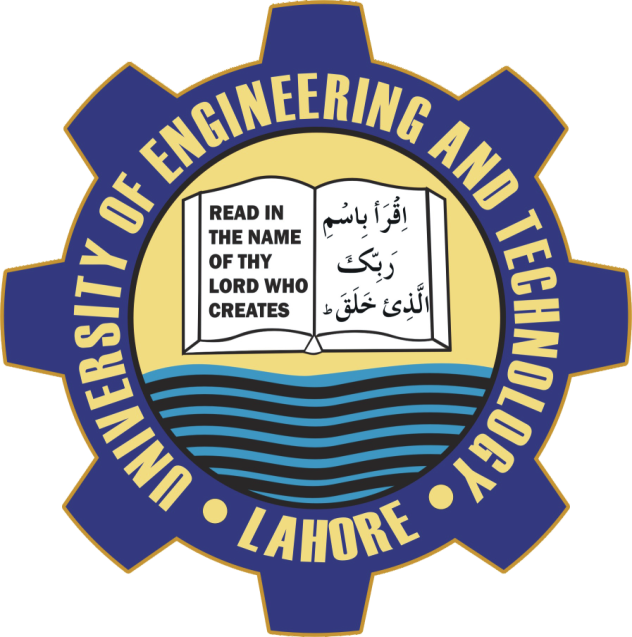 UNIVERSITY OF ENGINEERING AND TECHNOLOGY
LAHORE
READ IN
THE NAME
OF THY
LORD WHO
CREATES
اِقْرَأ بِاسْمِ
رَبِّكَ
الَّذِىْ خَلَقَ ؕ